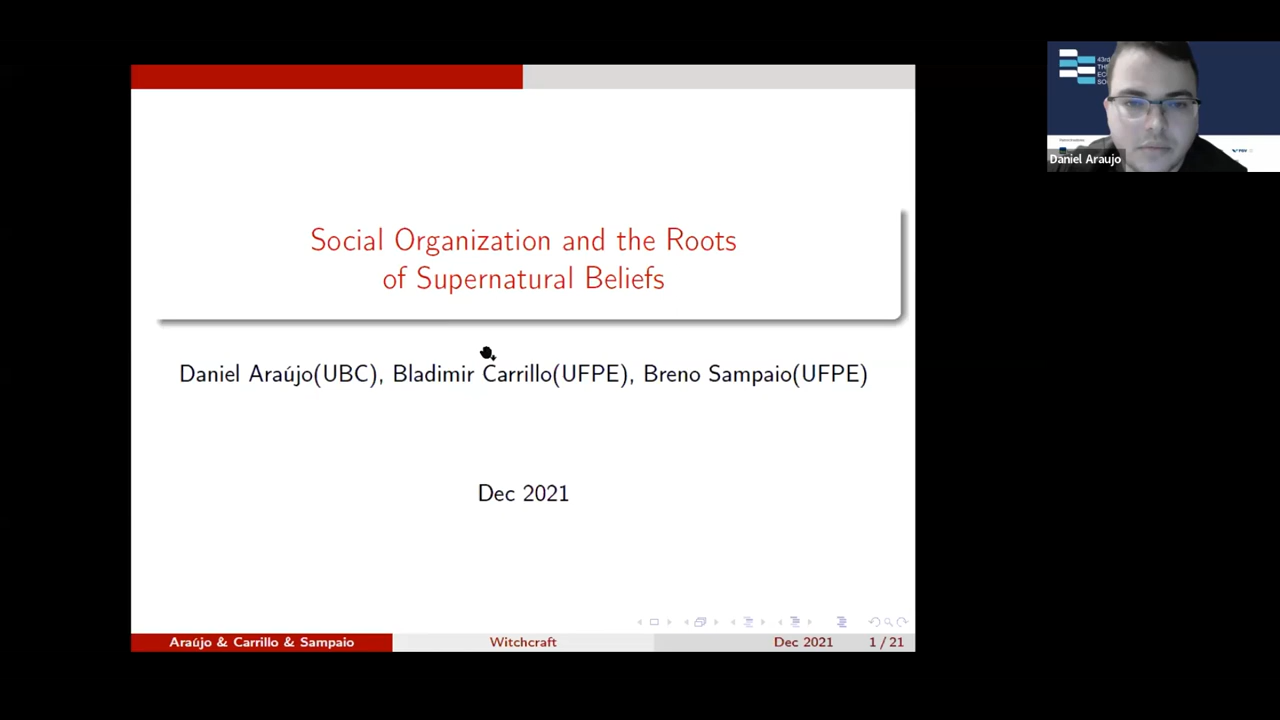 Social Organization and the Roots
of Supernatural Beliefs
Daniel Araújo(UBC), Bladimir Carrillo(UFPE), Breno Sampaio(UFPE)
Dec 2021
Araújo & Carrillo & Sampaio Witchcraft Dec 2021 1 / 21
43rd
Daniel Araujo